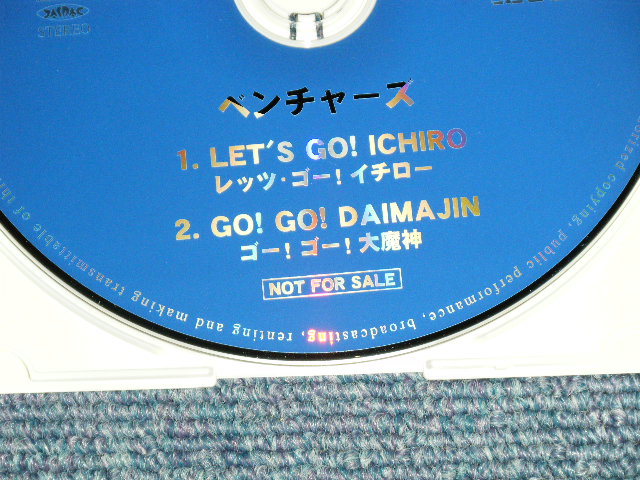 JASRAC
STEREO
ベンチャーズ
1. LET'S GO! ICHIRO
レッツ・ゴー! イチロー
2. GO! GO! DAIMAJIN
ゴー! ゴー! 大魔神
NOT FOR SALE
ized copying, public performance, broadcasting, renting and making transmittable of thi